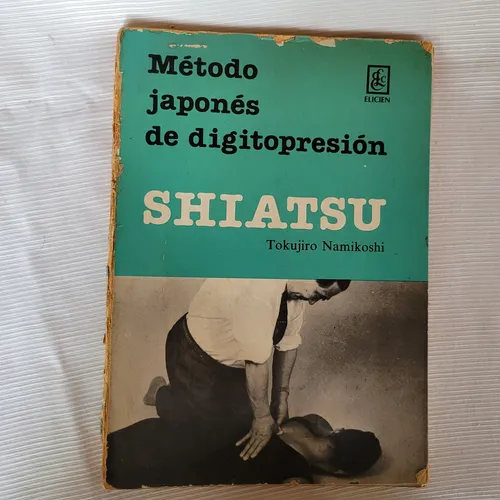 Método
japonés
de digitopresión
ELICIEN
SHIATSU
Tokujiro Namikoshi